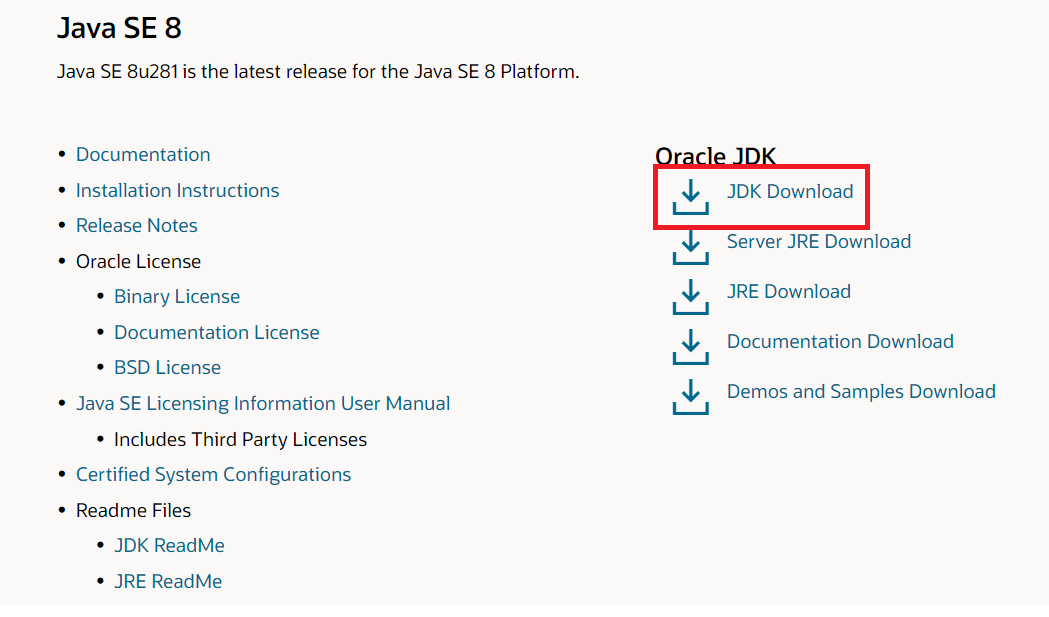 Java SE 8
Java SE 8u281 is the latest release for the Java SE 8 Platform.
Documentation
Installation Instructions
Release Notes
Oracle License
Binary License
Documentation License
BSD License
Java SE Licensing Information User Manual
Includes Third Party Licenses
Certified System Configurations
Readme Files
JDK ReadMe
JRE ReadMe
Oracle JDK
JDK Download
Server JRE Download
JRE Download
Documentation Download
Demos and Samples Download